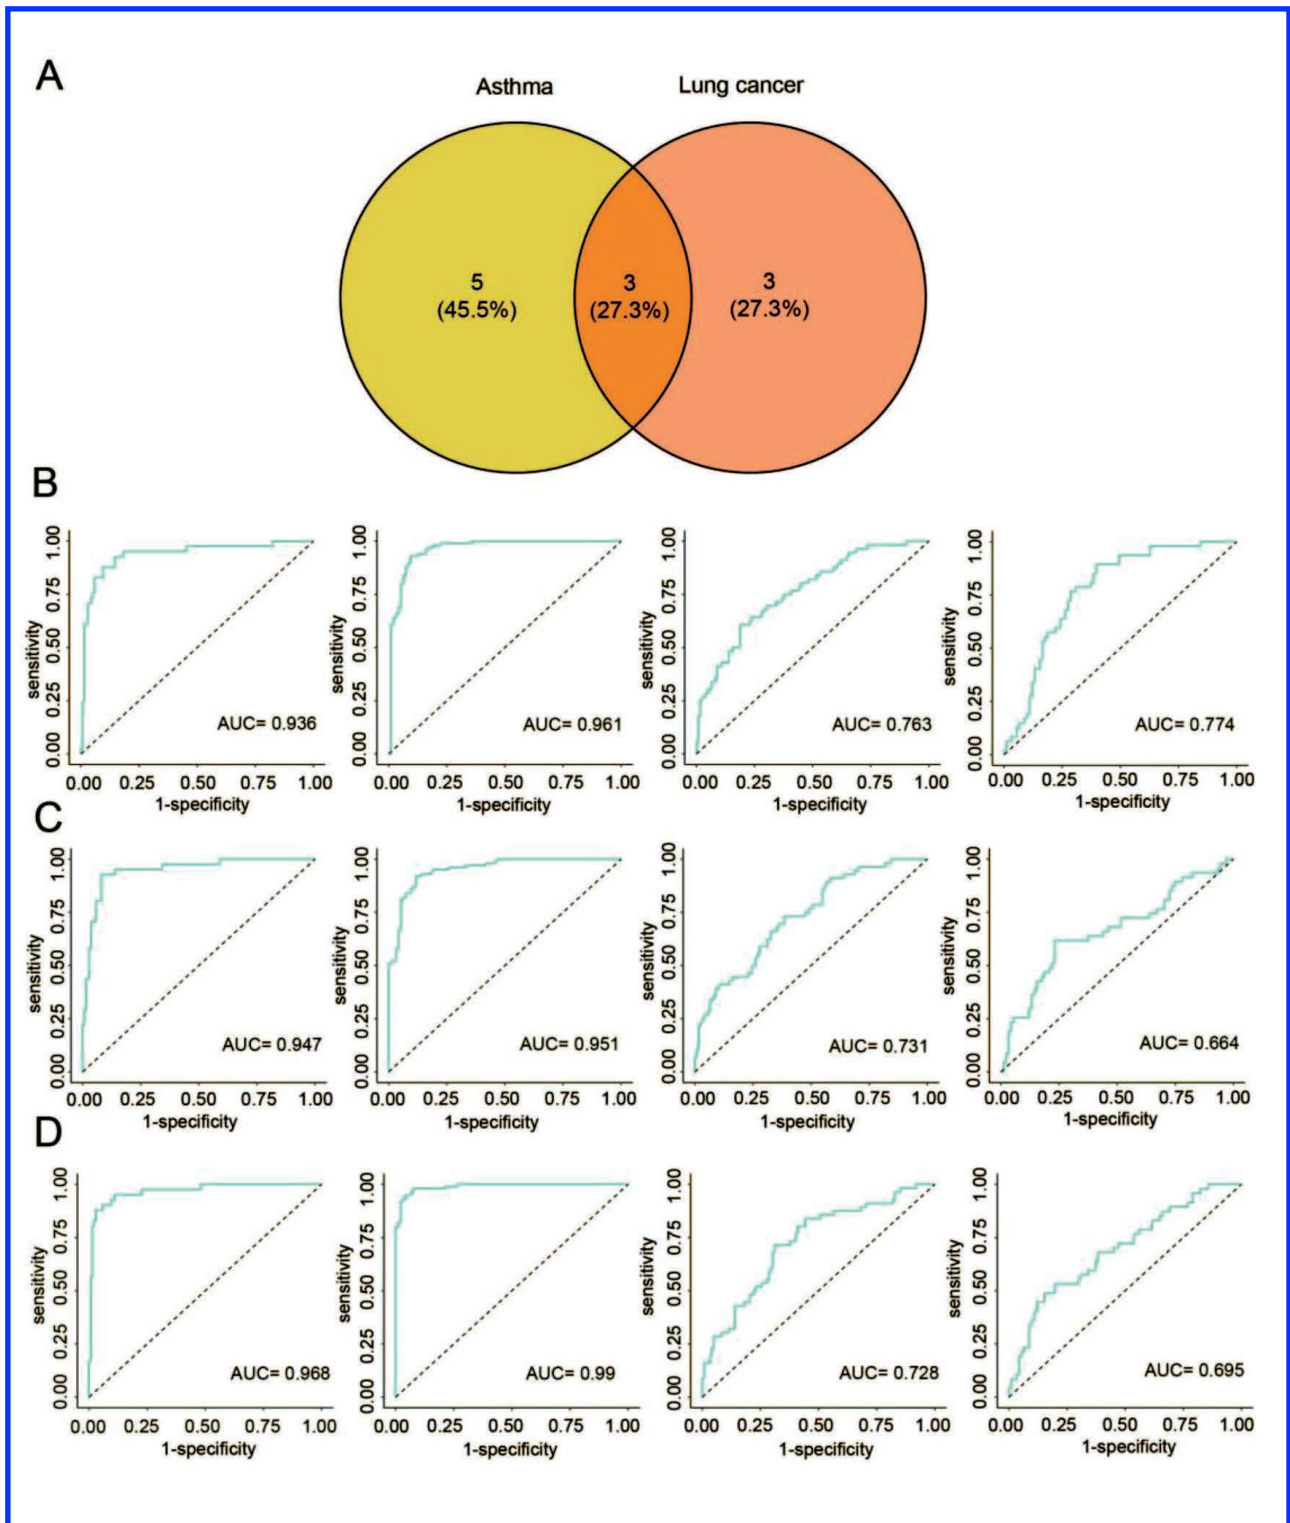 A
Asthma
Lung cancer
5
(45.5%)
3
(27.3%)
3
(27.3%)
B
sensitivity
0.00 0.25 0.50 0.75 1.00
AUC= 0.936
0.00 0.25 0.50 0.75 1.00
1-specificity
sensitivity
0.00 0.25 0.50 0.75 1.00
AUC= 0.961
0.00 0.25 0.50 0.75 1.00
1-specificity
sensitivity
0.00 0.25 0.50 0.75 1.00
AUC= 0.763
0.00 0.25 0.50 0.75 1.00
1-specificity
sensitivity
0.00 0.25 0.50 0.75 1.00
AUC= 0.774
0.00 0.25 0.50 0.75 1.00
1-specificity
C
sensitivity
0.00 0.25 0.50 0.75 1.00
AUC= 0.947
0.00 0.25 0.50 0.75 1.00
1-specificity
sensitivity
0.00 0.25 0.50 0.75 1.00
AUC= 0.951
0.00 0.25 0.50 0.75 1.00
1-specificity
sensitivity
0.00 0.25 0.50 0.75 1.00
AUC= 0.731
0.00 0.25 0.50 0.75 1.00
1-specificity
sensitivity
0.00 0.25 0.50 0.75 1.00
AUC= 0.664
0.00 0.25 0.50 0.75 1.00
1-specificity
D
sensitivity
0.00 0.25 0.50 0.75 1.00
AUC= 0.968
0.00 0.25 0.50 0.75 1.00
1-specificity
sensitivity
0.00 0.25 0.50 0.75 1.00
AUC= 0.99
0.00 0.25 0.50 0.75 1.00
1-specificity
sensitivity
0.00 0.25 0.50 0.75 1.00
AUC= 0.728
0.00 0.25 0.50 0.75 1.00
1-specificity
sensitivity
0.00 0.25 0.50 0.75 1.00
AUC= 0.695
0.00 0.25 0.50 0.75 1.00
1-specificity